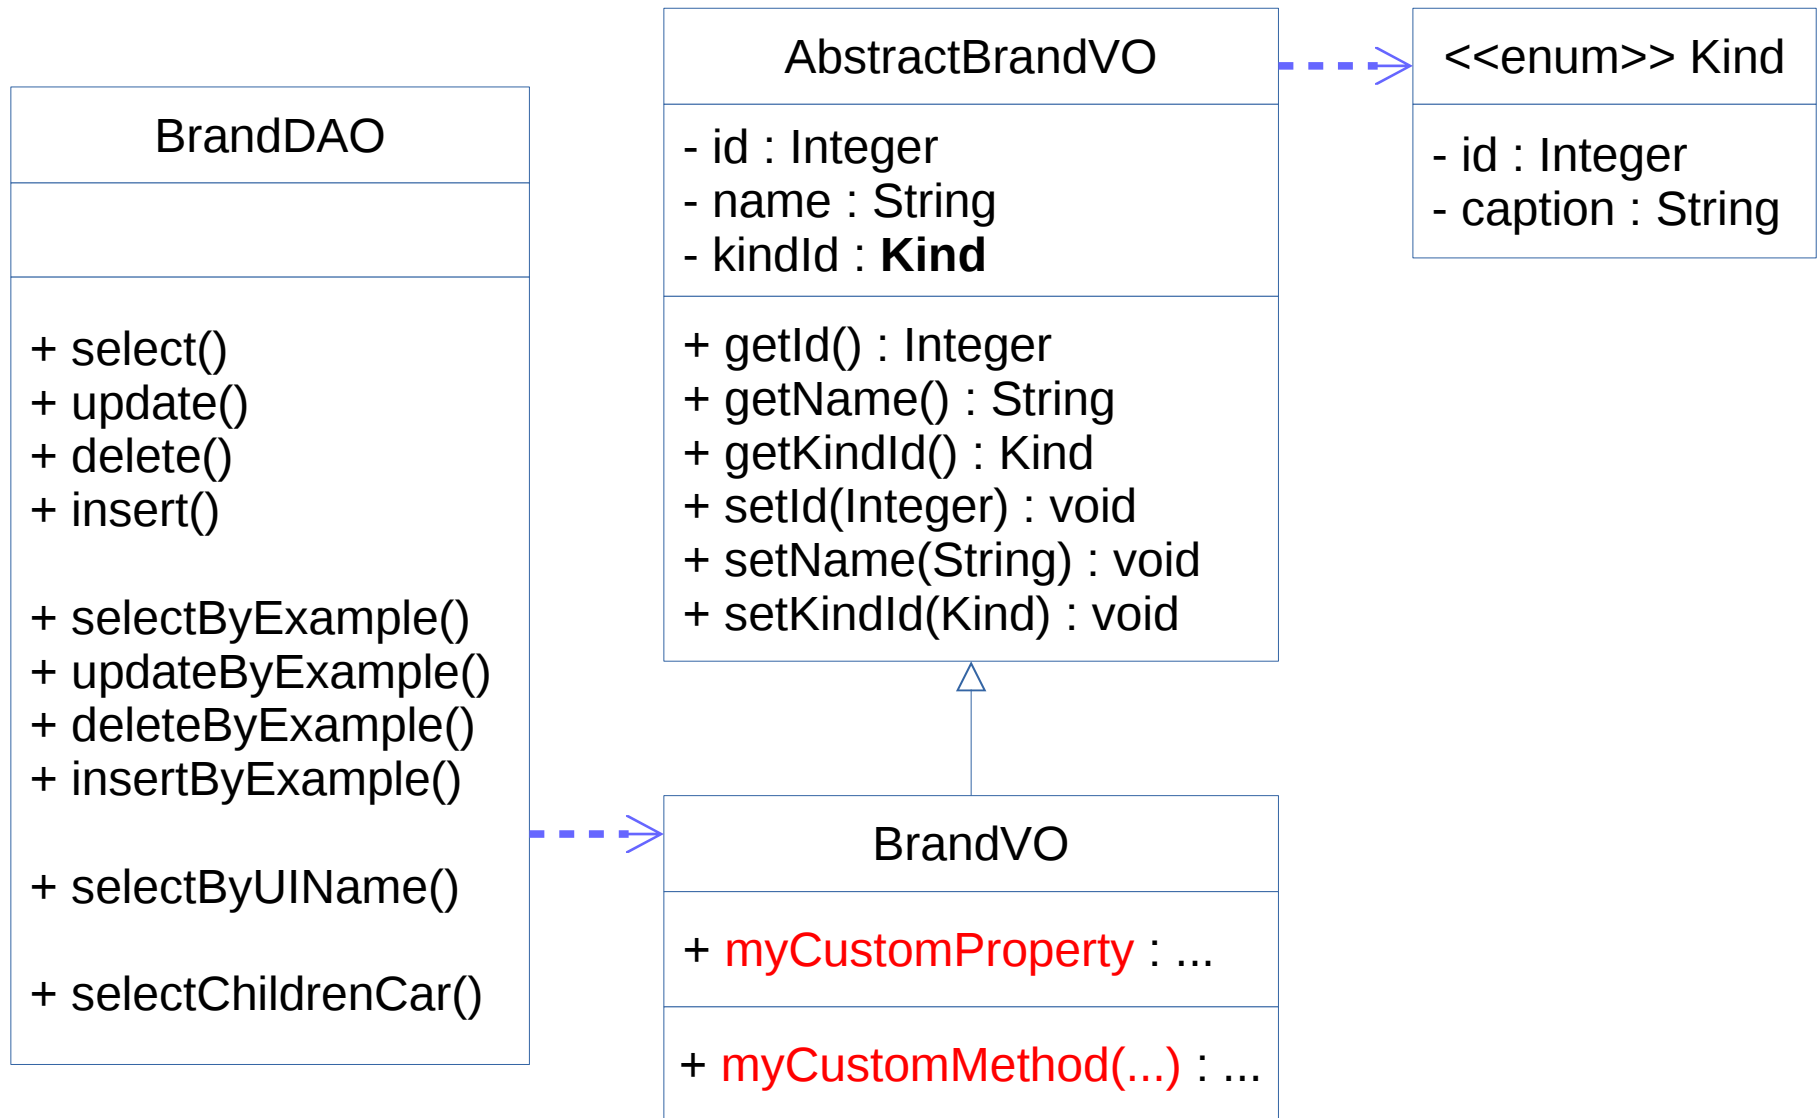 BrandDAO
+ select()
+ update()
+ delete()
+ insert()
+ selectByExample()
+ updateByExample()
+ deleteByExample()
+ insertByExample()
+ selectByUIName()
+ selectChildrenCar()
AbstractBrandVO
- id : Integer
- name : String
- kindId : Kind
+ getId() : Integer
+ getName() : String
+ getKindId() : Kind
+ setId(Integer) : void
+ setName(String) : void
+ setKindId(Kind) : void
BrandVO
+ myCustomProperty : ...
+ myCustomMethod(...) : ...
<<enum>> Kind
- id : Integer
- caption : String